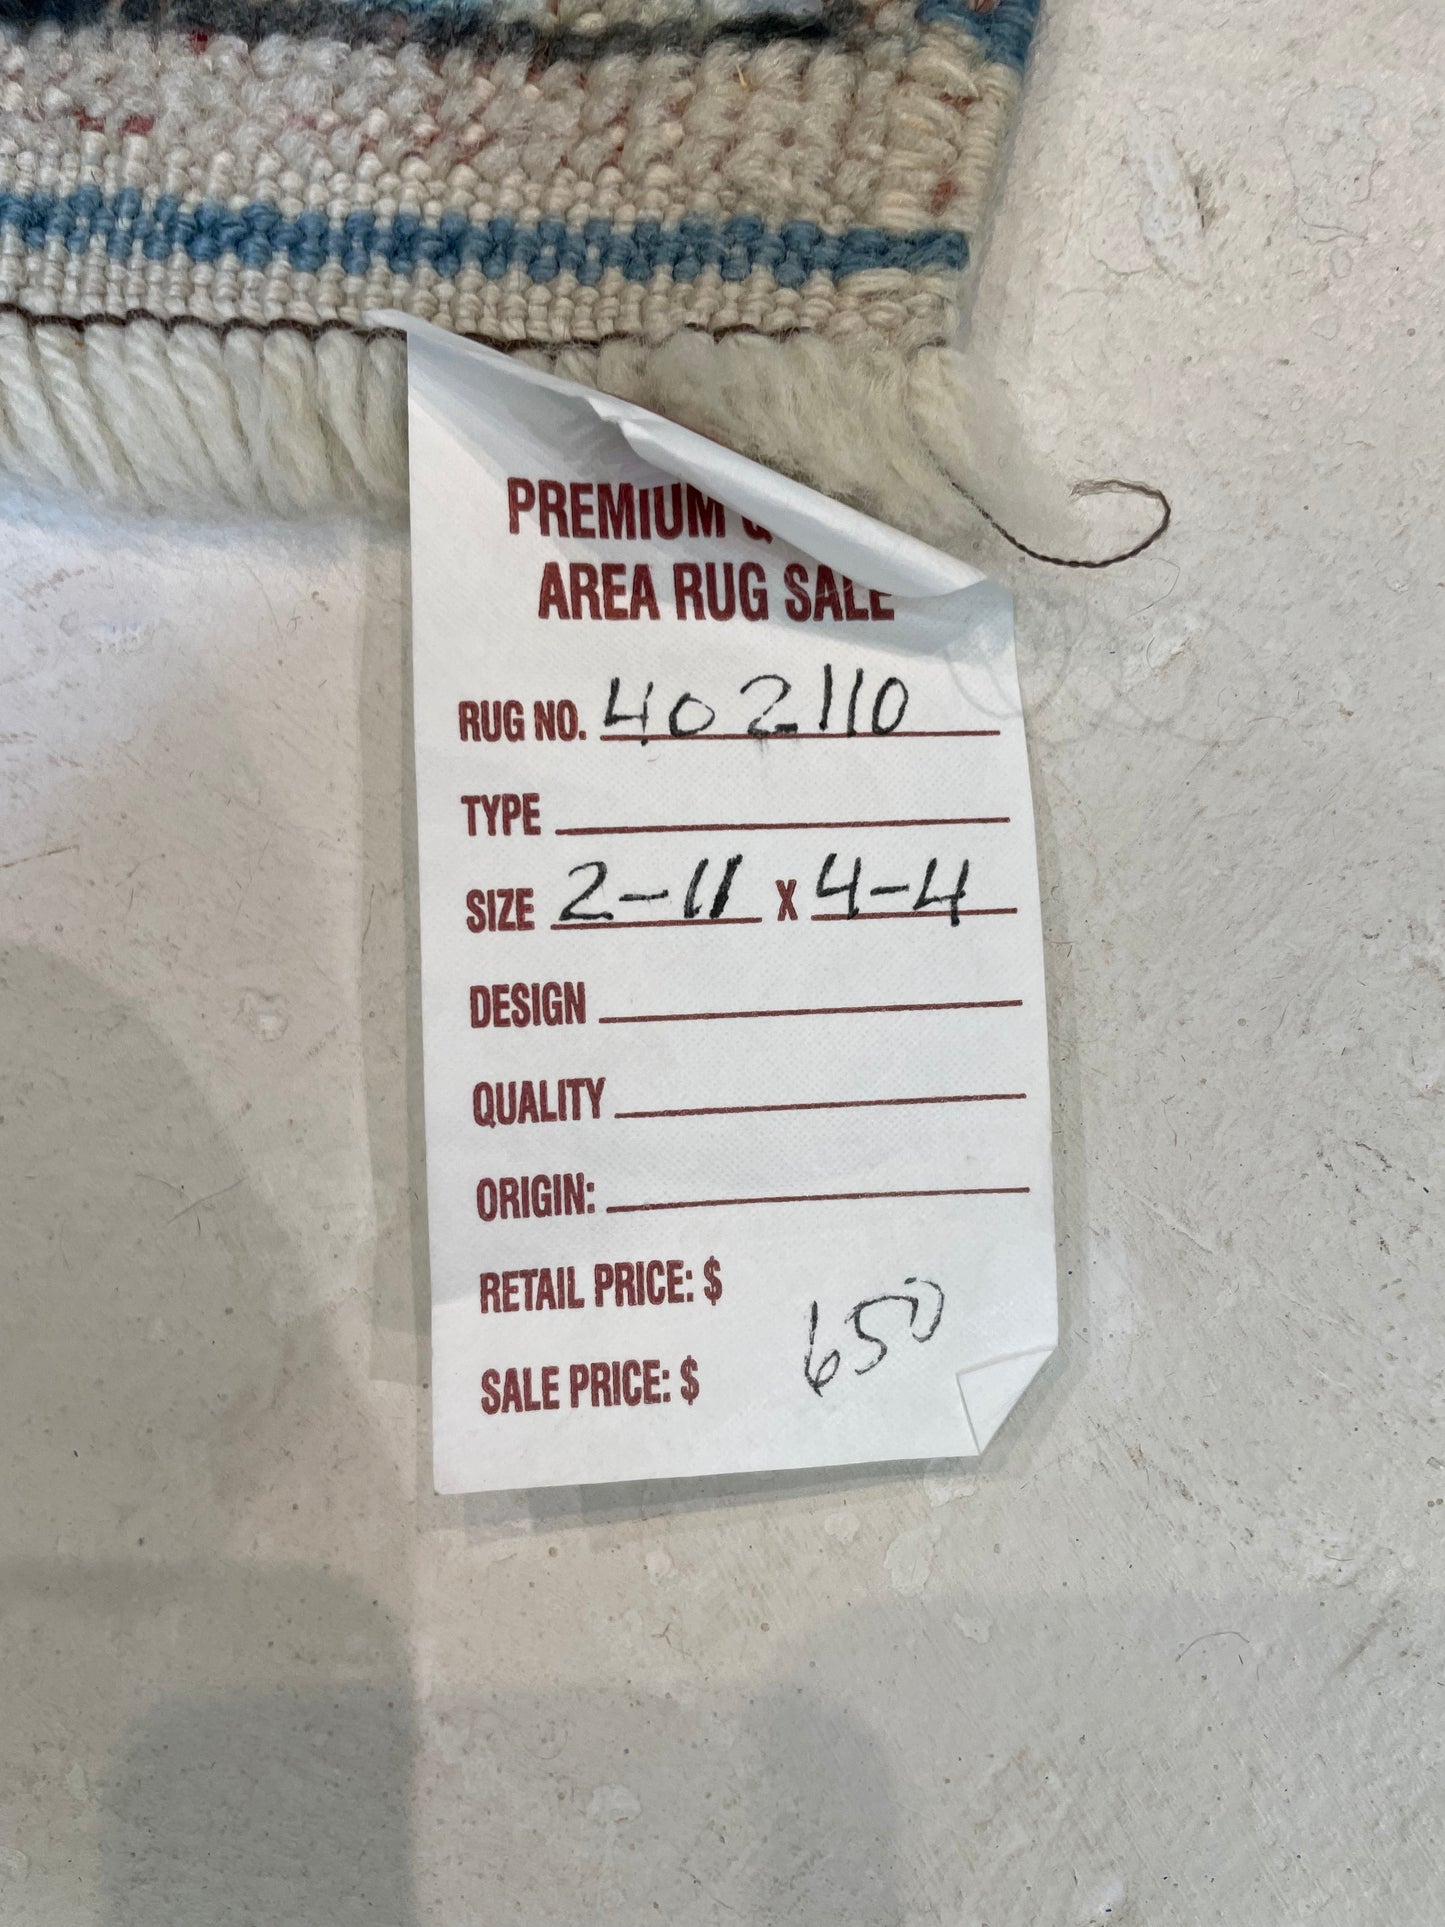 PREMIUM
AREA RUG SALE
RUG NO. 402110
TYPE
SIZE 2-11 X 4-4
DESIGN
QUALITY
ORIGIN:
RETAIL PRICE: $
650
SALE PRICE: $